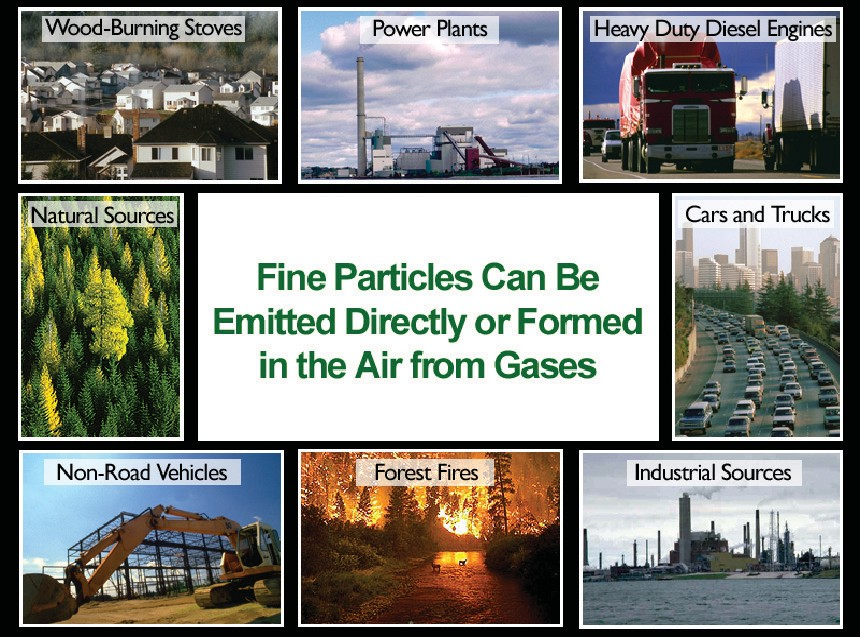 Wood-Burning Stoves
Power Plants
Heavy Duty Diesel Engines
Natural Sources
Fine Particles Can Be
Emitted Directly or Formed
in the Air from Gases
Cars and Trucks
Non-Road Vehicles
Forest Fires
Industrial Sources